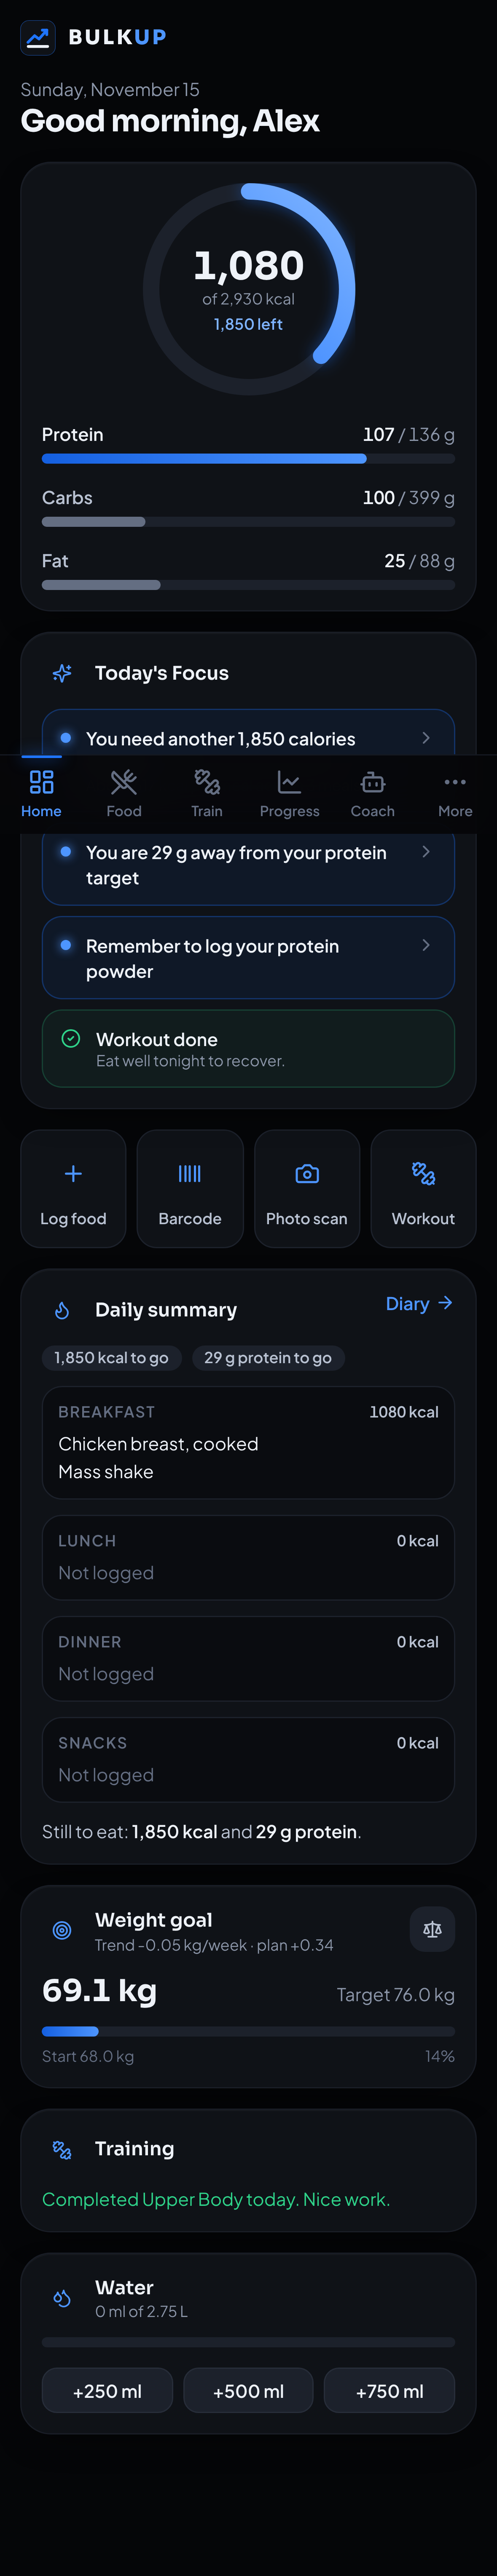 BULKUP
Sunday, November 15
Good morning, Alex
1,080
of 2,930 kcal
1,850 left
Protein 107 / 136 g
Carbs 100 / 399 g
Fat 25 / 88 g
Today's Focus
You need another 1,850 calories
Home Food Train Progress Coach More
You are 29 g away from your protein
target
Remember to log your protein
powder
Workout done
Eat well tonight to recover.
Log food Barcode Photo scan Workout
Daily summary Diary
1,850 kcal to go 29 g protein to go
BREAKFAST 1080 kcal
Chicken breast, cooked
Mass shake
LUNCH 0 kcal
Not logged
DINNER 0 kcal
Not logged
SNACKS 0 kcal
Not logged
Still to eat: 1,850 kcal and 29 g protein.
Weight goal
Trend -0.05 kg/week · plan +0.34
69.1 kg Target 76.0 kg
Start 68.0 kg 14%
Training
Completed Upper Body today. Nice work.
Water
0 ml of 2.75 L
+250 ml +500 ml +750 ml